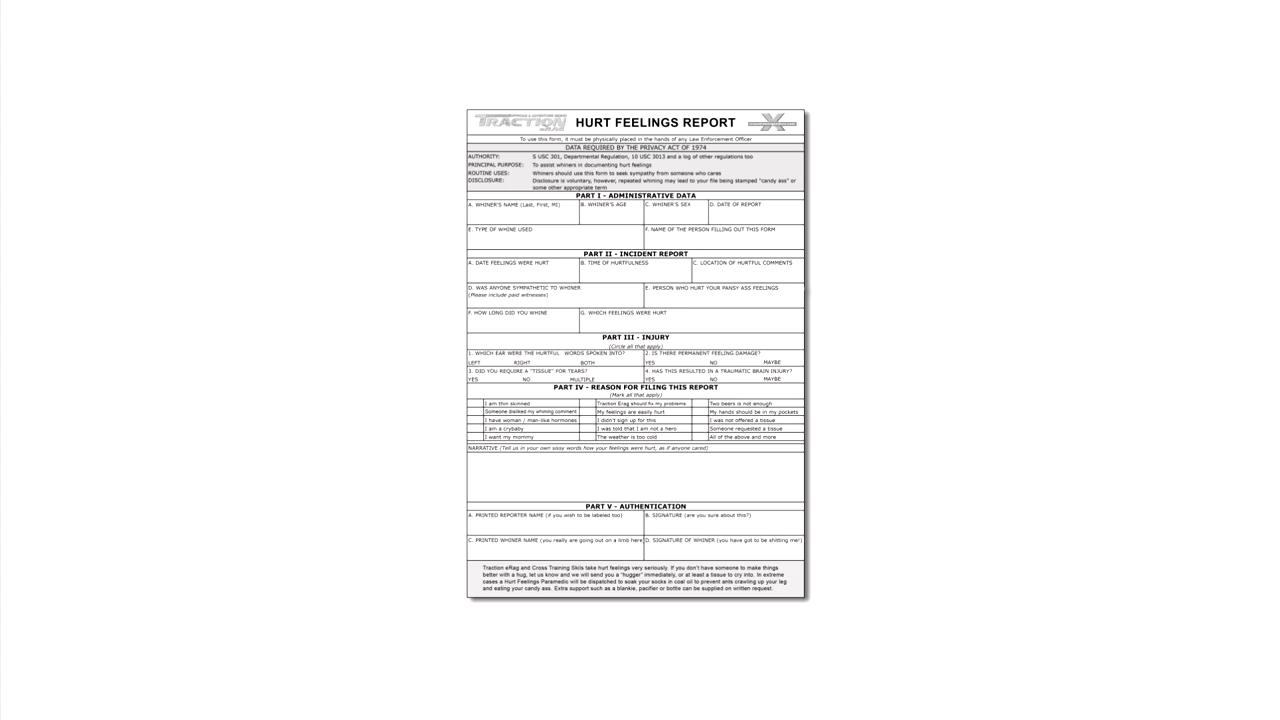 TRACTION
ERAG
HURT FEELINGS REPORT
X
To use this form, it must be physically placed in the hands of any Law Enforcement Officer
DATA REQUIRED BY THE PRIVACY ACT OF 1974
AUTHORITY: 5 USC 301, Departmental Regulation, 10 USC 3013 and a log of other regulations too
PRINCIPAL PURPOSE: To assist whiners in documenting hurt feelings
ROUTINE USES: Whiners should use this form to seek sympathy from someone who cares
DISCLOSURE: Disclosure is voluntary, however, repeated whining may lead to your file being stamped "candy ass" or
some other appropriate term
PART I - ADMINISTRATIVE DATA
A. WHINER'S NAME (Last, First, MI) B. WHINER'S AGE C. WHINER'S SEX D. DATE OF REPORT
E. TYPE OF WHINE USED F. NAME OF THE PERSON FILLING OUT THIS FORM
PART II - INCIDENT REPORT
A. DATE FEELINGS WERE HURT B. TIME OF HURTFULNESS C. LOCATION OF HURTFUL COMMENTS
D. WAS ANYONE SYMPATHETIC TO WHINER E. PERSON WHO HURT YOUR PANSY ASS FEELINGS
(Please include paid witnesses)
F. HOW LONG DID YOU WHINE G. WHICH FEELINGS WERE HURT
PART III - INJURY
(Circle all that apply)
1. WHICH EAR WERE THE HURTFUL WORDS SPOKEN INTO? 2. IS THERE PERMANENT FEELING DAMAGE?
LEFT RIGHT BOTH YES NO MAYBE
3. DID YOU REQUIRE A "TISSUE" FOR TEARS? 4. HAS THIS RESULTED IN A TRAUMATIC BRAIN INJURY?
YES NO MULTIPLE YES NO MAYBE
PART IV - REASON FOR FILING THIS REPORT
(Mark all that apply)
I am thin skinned Traction Erag should fix my problems Two beers is not enough
Someone disliked my whining comment My feelings are easily hurt My hands should be in my pockets
I have woman / man-like hormones I didn't sign up for this I was not offered a tissue
I am a crybaby I was told that I am not a hero Someone requested a tissue
I want my mommy The weather is too cold All of the above and more
NARRATIVE (Tell us in your own sissy words how your feelings were hurt, as if anyone cared)
PART V - AUTHENTICATION
A. PRINTED REPORTER NAME (if you wish to be labeled too) B. SIGNATURE (are you sure about this?)
C. PRINTED WHINER NAME (you really are going out on a limb here D. SIGNATURE OF WHINER (you have got to be shitting me!)
Traction eRag and Cross Training Skils take hurt feelings very seriously. If you don't have someone to make things
better with a hug, let us know and we will send you a "hugger" immediately, or at least a tissue to cry into. In extreme
cases a Hurt Feelings Paramedic will be dispatched to soak your socks in coal oil to prevent ants crawling up your leg
and eating your candy ass. Extra support such as a blankie, pacifier or botte can be supplied on written request.